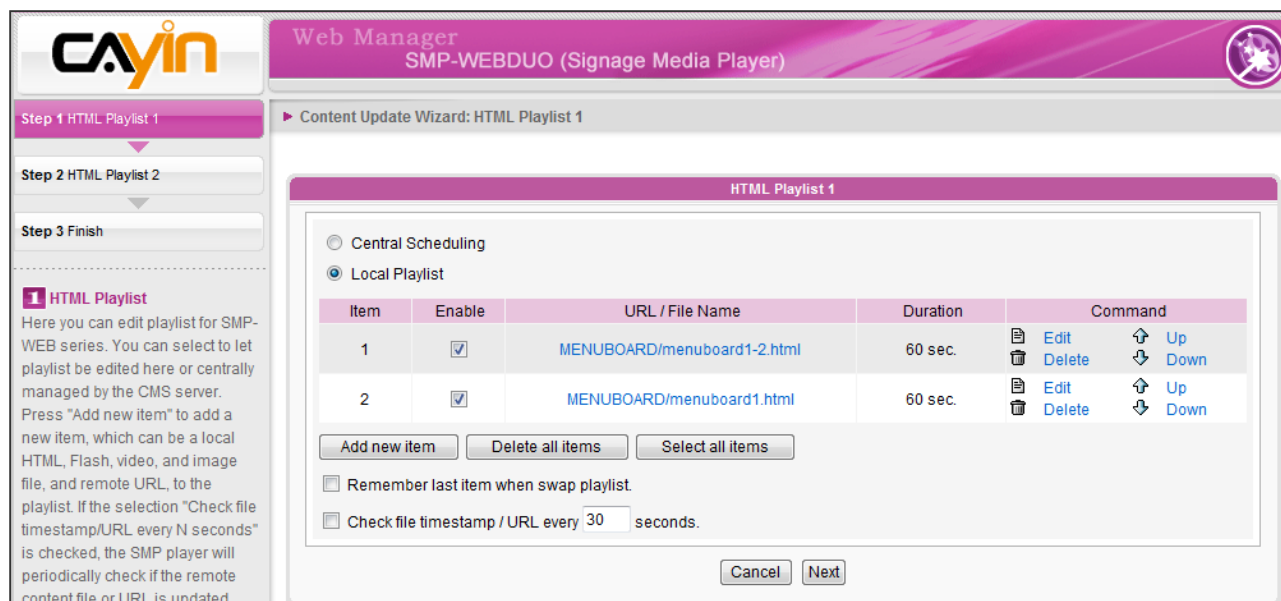 CAYIN
Web Manager
SMP-WEBDUO (Signage Media Player)
Step 1 HTML Playlist 1
Step 2 HTML Playlist 2
Step 3 Finish
1 HTML Playlist
Here you can edit playlist for SMP-
WEB series. You can select to let
playlist be edited here or centrally
managed by the CMS server.
Press "Add new item" to add a
new item, which can be a local
HTML, Flash, video, and image
file, and remote URL, to the
playlist. If the selection "Check file
timestamp/URL every N seconds"
is checked, the SMP player will
periodically check if the remote
content file or URL is updated
Content Update Wizard: HTML Playlist 1
HTML Playlist 1
Central Scheduling
Local Playlist
Item Enable URL / File Name Duration Command
1 MENUBOARD/menuboard1-2.html 60 sec. Edit Up
Delete Down
2 MENUBOARD/menuboard1.html 60 sec. Edit Up
Delete Down
Add new item Delete all items Select all items
Remember last item when swap playlist.
Check file timestamp / URL every 30 seconds.
Cancel Next